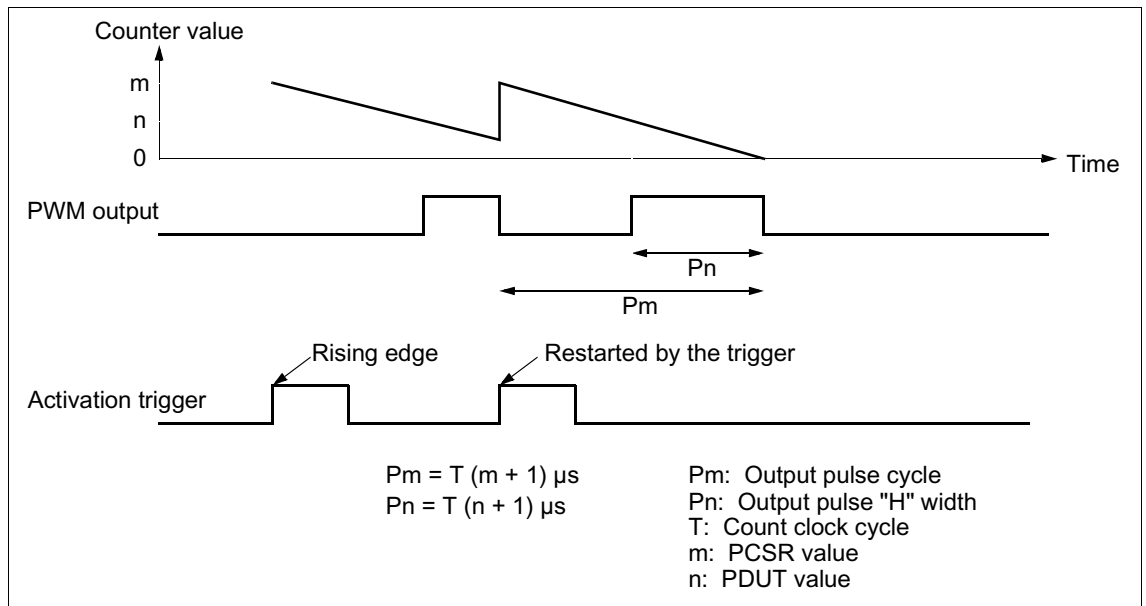 Counter value
m
n
0
Time
PWM output
Pn
Pm
Rising edge
Restarted by the trigger
Activation trigger
Pm = T (m + 1) µs
Pn = T (n + 1) µs
Pm: Output pulse cycle
Pn: Output pulse "H" width
T: Count clock cycle
m: PCSR value
n: PDUT value